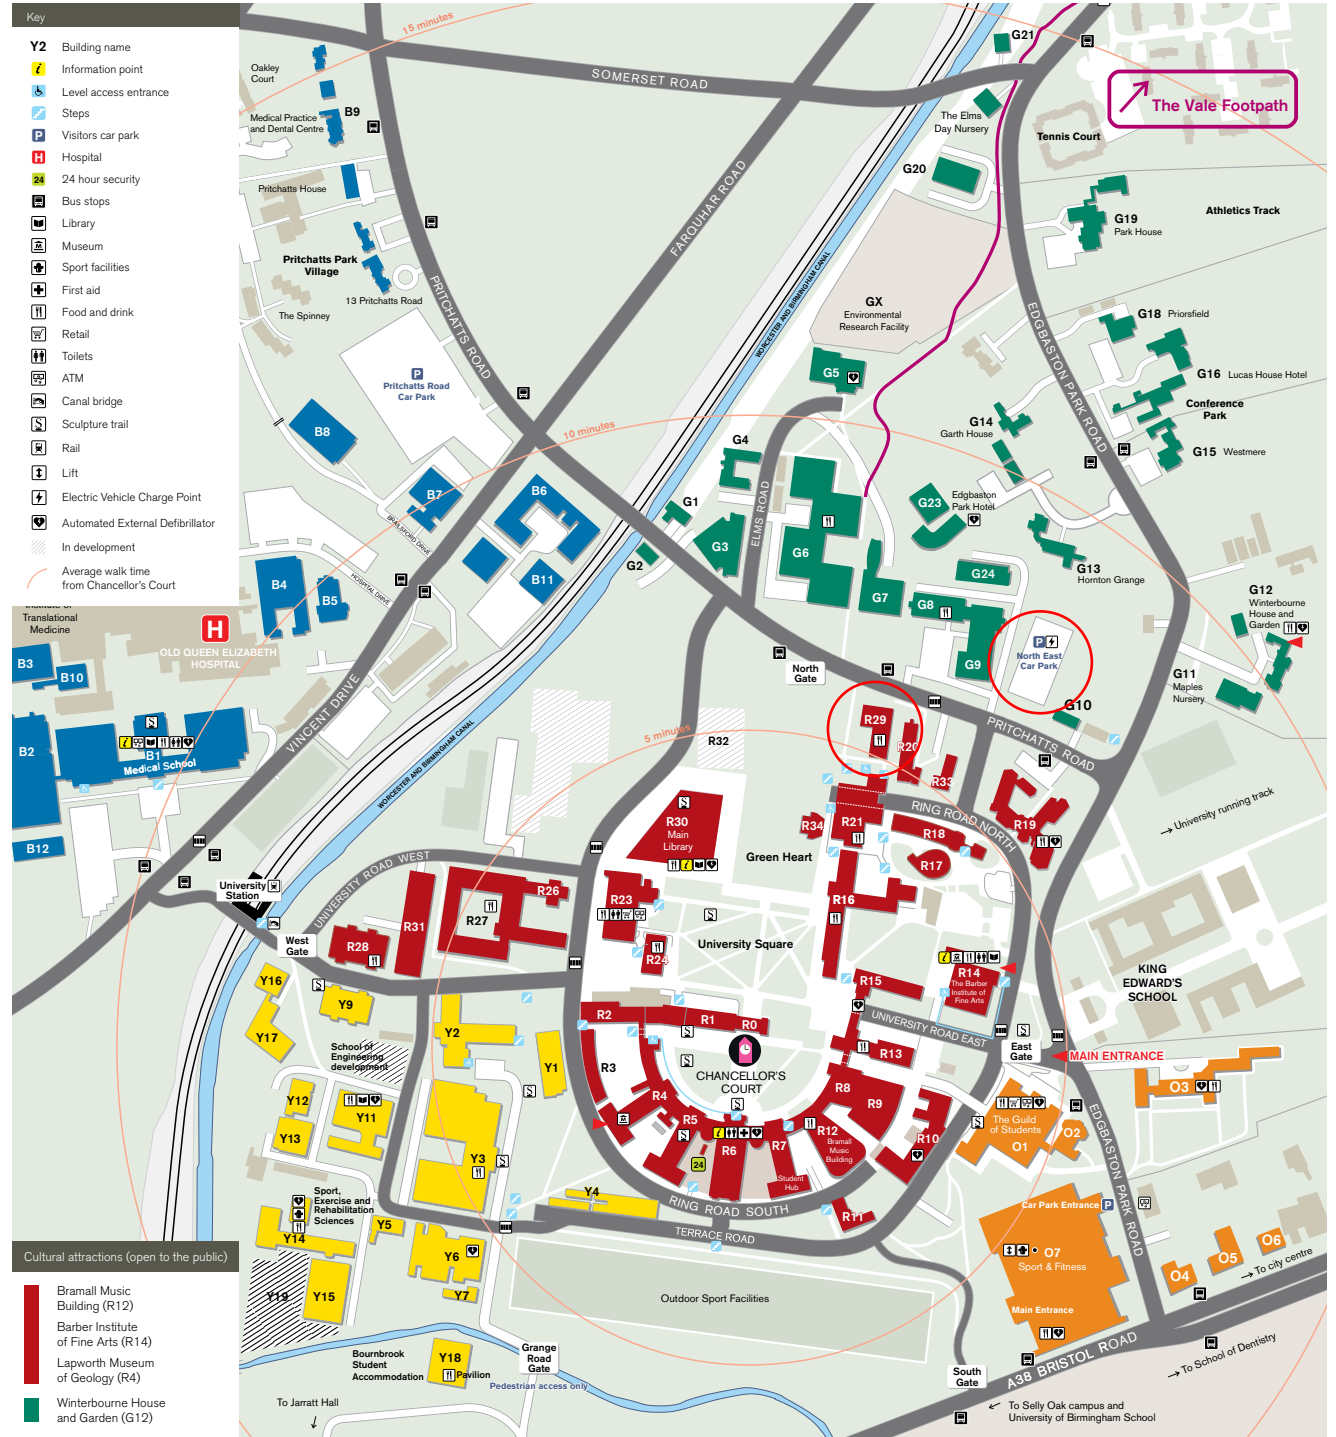 Key
Y2 Building name
i Information point
Level access entrance
Steps
P Visitors car park
H Hospital
24 24 hour security
Bus stops
Library
Museum
Sport facilities
First aid
Food and drink
Retail
Toilets
ATM
Canal bridge
Sculpture trail
Rail
Lift
Electric Vehicle Charge Point
Automated External Defibrillator
In development
Average walk time
from Chancellor's Court
15 minutes
SOMERSET ROAD
G21
The Vale Footpath
Oakley
Court
B9
Medical Practice
and Dental Centre
The Elms
Day Nursery
Tennis Court
G20
Pritchatts House
FARQUHAR ROAD
G19
Park House
Athletics Track
Pritchatts Park
Village
13 Pritchatts Road
The Spinney
PRITCHATTS ROAD
WORCESTER AND BIRMINGHAM CANAL
GX
Environmental
Research Facility
EDGBASTON PARK ROAD
G18 Priorsfield
G16 Lucas House Hotel
Conference
Park
G15 Westmere
P
Pritchatts Road
Car Park
G5
G14
Garth House
10 minutes
B8
G4
B7
B6
G1
ELMS ROAD
G23
Edgbaston
Park Hotel
BRAILSFORD DRIVE
G3
G6
G2
B11
G24
G13
Hornton Grange
HOSPITAL DRIVE
B4
B5
G7
G8
G9
G12
Winterbourne
House and
Garden
Institute of
Translational
Medicine
H
OLD QUEEN ELIZABETH
HOSPITAL
P
North East
Car Park
B3
B10
North
Gate
G11
Maples
Nursery
VINCENT DRIVE
G10
B2
B1
Medical School
5 minutes
R32
R29
R20
R33
PRITCHATTS ROAD
WORCESTER AND BIRMINGHAM CANAL
B12
R30
Main
Library
Green Heart
R34
R21
RING ROAD NORTH
R18
R17
R19
University running track
UNIVERSITY ROAD WEST
University
Station
R31
R27
R26
R23
R24
R16
University Square
R28
West
Gate
R15
R14
The Barber
Institute of
Fine Arts
KING
EDWARD'S
SCHOOL
Y16
Y9
Y17
Y2
R2
R1
R0
UNIVERSITY ROAD EAST
East
Gate
MAIN ENTRANCE
School of
Engineering
development
Y1
R3
CHANCELLOR'S
COURT
R13
R8
R9
O3
Y12
Y11
Y13
R4
R5
R6
R7
R12
Bramall
Music
Building
R10
The Guild
of Students
O1
O2
Y3
24
Student
Hub
EDGBASTON PARK ROAD
Sport,
Exercise and
Rehabilitation
Sciences
Y4
RING ROAD SOUTH
R11
Car Park Entrance P
Y14
Y5
TERRACE ROAD
Y6
O7
Sport & Fitness
O6
O5
O4
To city centre
Cultural attractions (open to the public)
Bramall Music
Building (R12)
Barber Institute
of Fine Arts (R14)
Lapworth Museum
of Geology (R4)
Winterbourne House
and Garden (G12)
Y19
Y15
Y7
Outdoor Sport Facilities
Main Entrance
A38 BRISTOL ROAD
To School of Dentistry
Bournbrook
Student
Accommodation
Y18
Pavilion
Grange
Road
Gate
Pedestrian access only
South
Gate
To Jarratt Hall
To Selly Oak campus and
University of Birmingham School